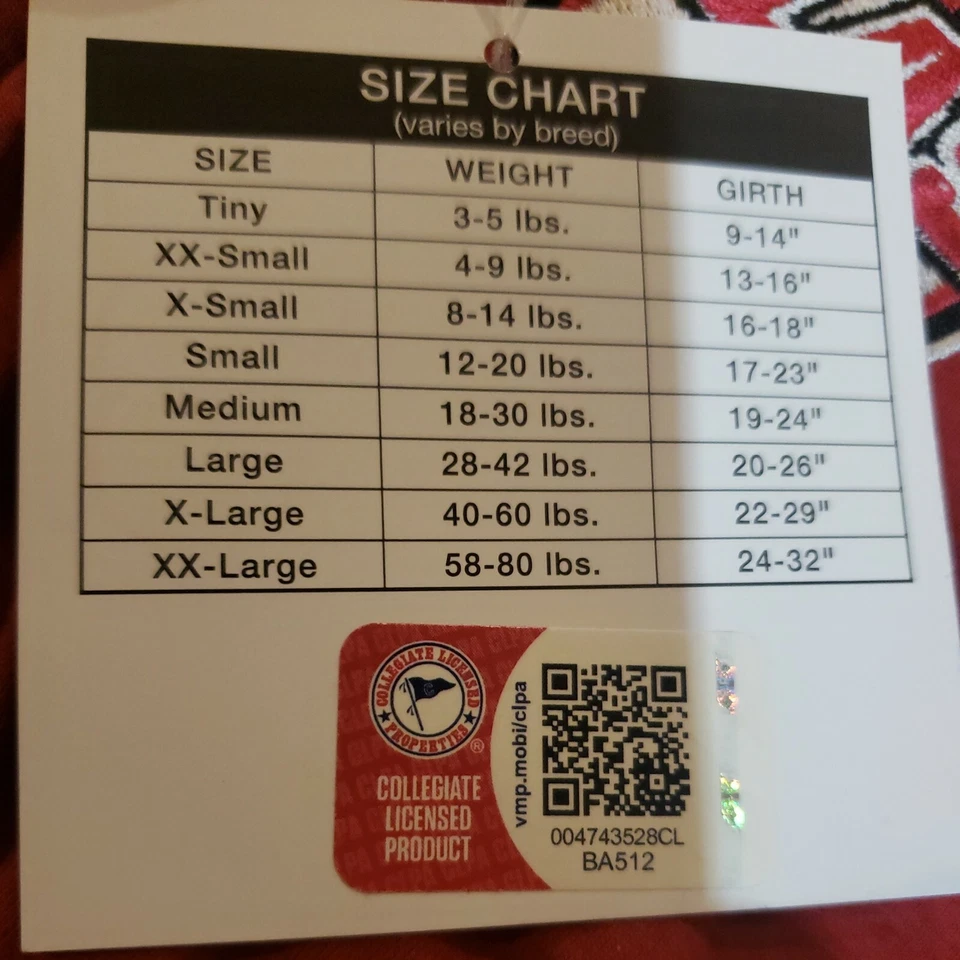 SIZE CHART
(varies by breed)
SIZE WEIGHT GIRTH
Tiny 3-5 lbs. 9-14"
XX-Small 4-9 lbs. 13-16"
X-Small 8-14 lbs. 16-18"
Small 12-20 lbs. 17-23"
Medium 18-30 lbs. 19-24"
Large 28-42 lbs. 20-26"
X-Large 40-60 lbs. 22-29"
XX-Large 58-80 lbs. 24-32"
COLLEGIATE LICENSED
PROPERTIES
®
COLLEGIATE
LICENSED
PRODUCT
vmp.mobi/clpa
004743528CL
BA512